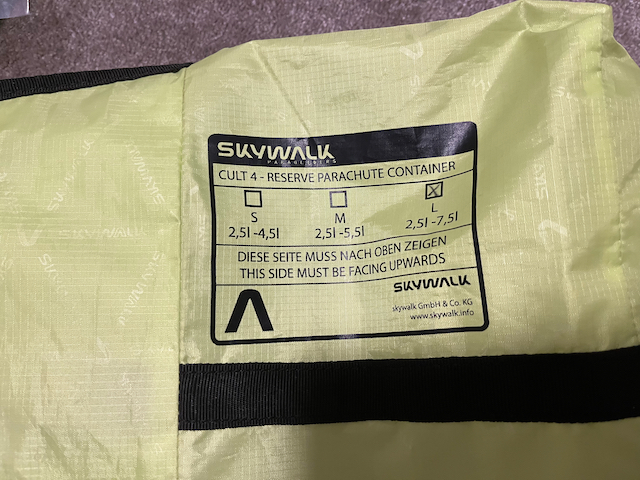 SKYWALK
PARAGLIDERS
CULT 4 - RESERVE PARACHUTE CONTAINER
S M L
2,5l -4,5l 2,5l -5,5l 2,5l -7,5l
DIESE SEITE MUSS NACH OBEN ZEIGEN
THIS SIDE MUST BE FACING UPWARDS
SKYWALK
skywalk GmbH & Co. KG
www.skywalk.info